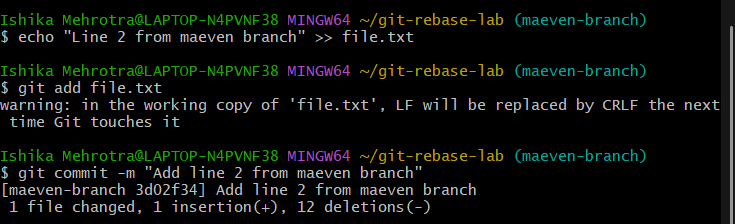 Ishika Mehrotra@LAPTOP-N4PVNF38 MINGW64 ~/git-rebase-lab (maeven-branch)
$ echo "Line 2 from maeven branch" >> file.txt
Ishika Mehrotra@LAPTOP-N4PVNF38 MINGW64 ~/git-rebase-lab (maeven-branch)
$ git add file.txt
warning: in the working copy of 'file.txt', LF will be replaced by CRLF the next
 time Git touches it
Ishika Mehrotra@LAPTOP-N4PVNF38 MINGW64 ~/git-rebase-lab (maeven-branch)
$ git commit -m "Add line 2 from maeven branch"
[maeven-branch 3d02f34] Add line 2 from maeven branch
 1 file changed, 1 insertion(+), 12 deletions(-)